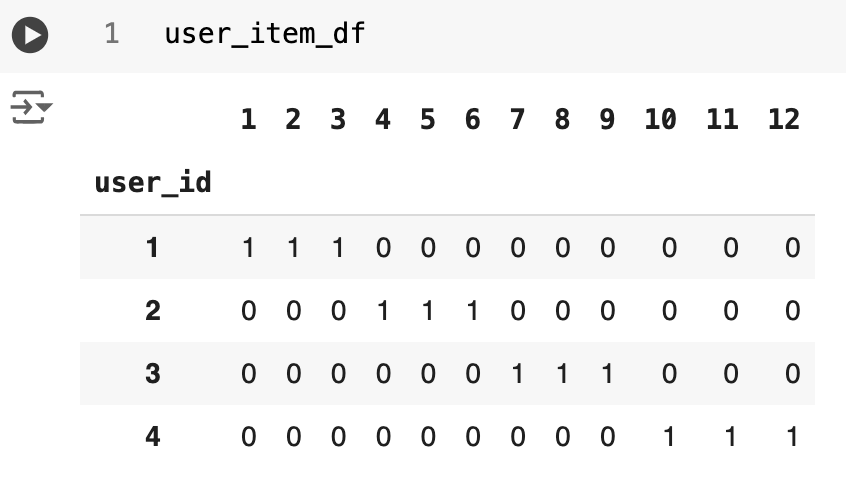 1 user_item_df
1 2 3 4 5 6 7 8 9 10 11 12
user_id
1 1 1 1 0 0 0 0 0 0 0 0 0
2 0 0 0 1 1 1 0 0 0 0 0 0
3 0 0 0 0 0 0 1 1 1 0 0 0
4 0 0 0 0 0 0 0 0 0 1 1 1